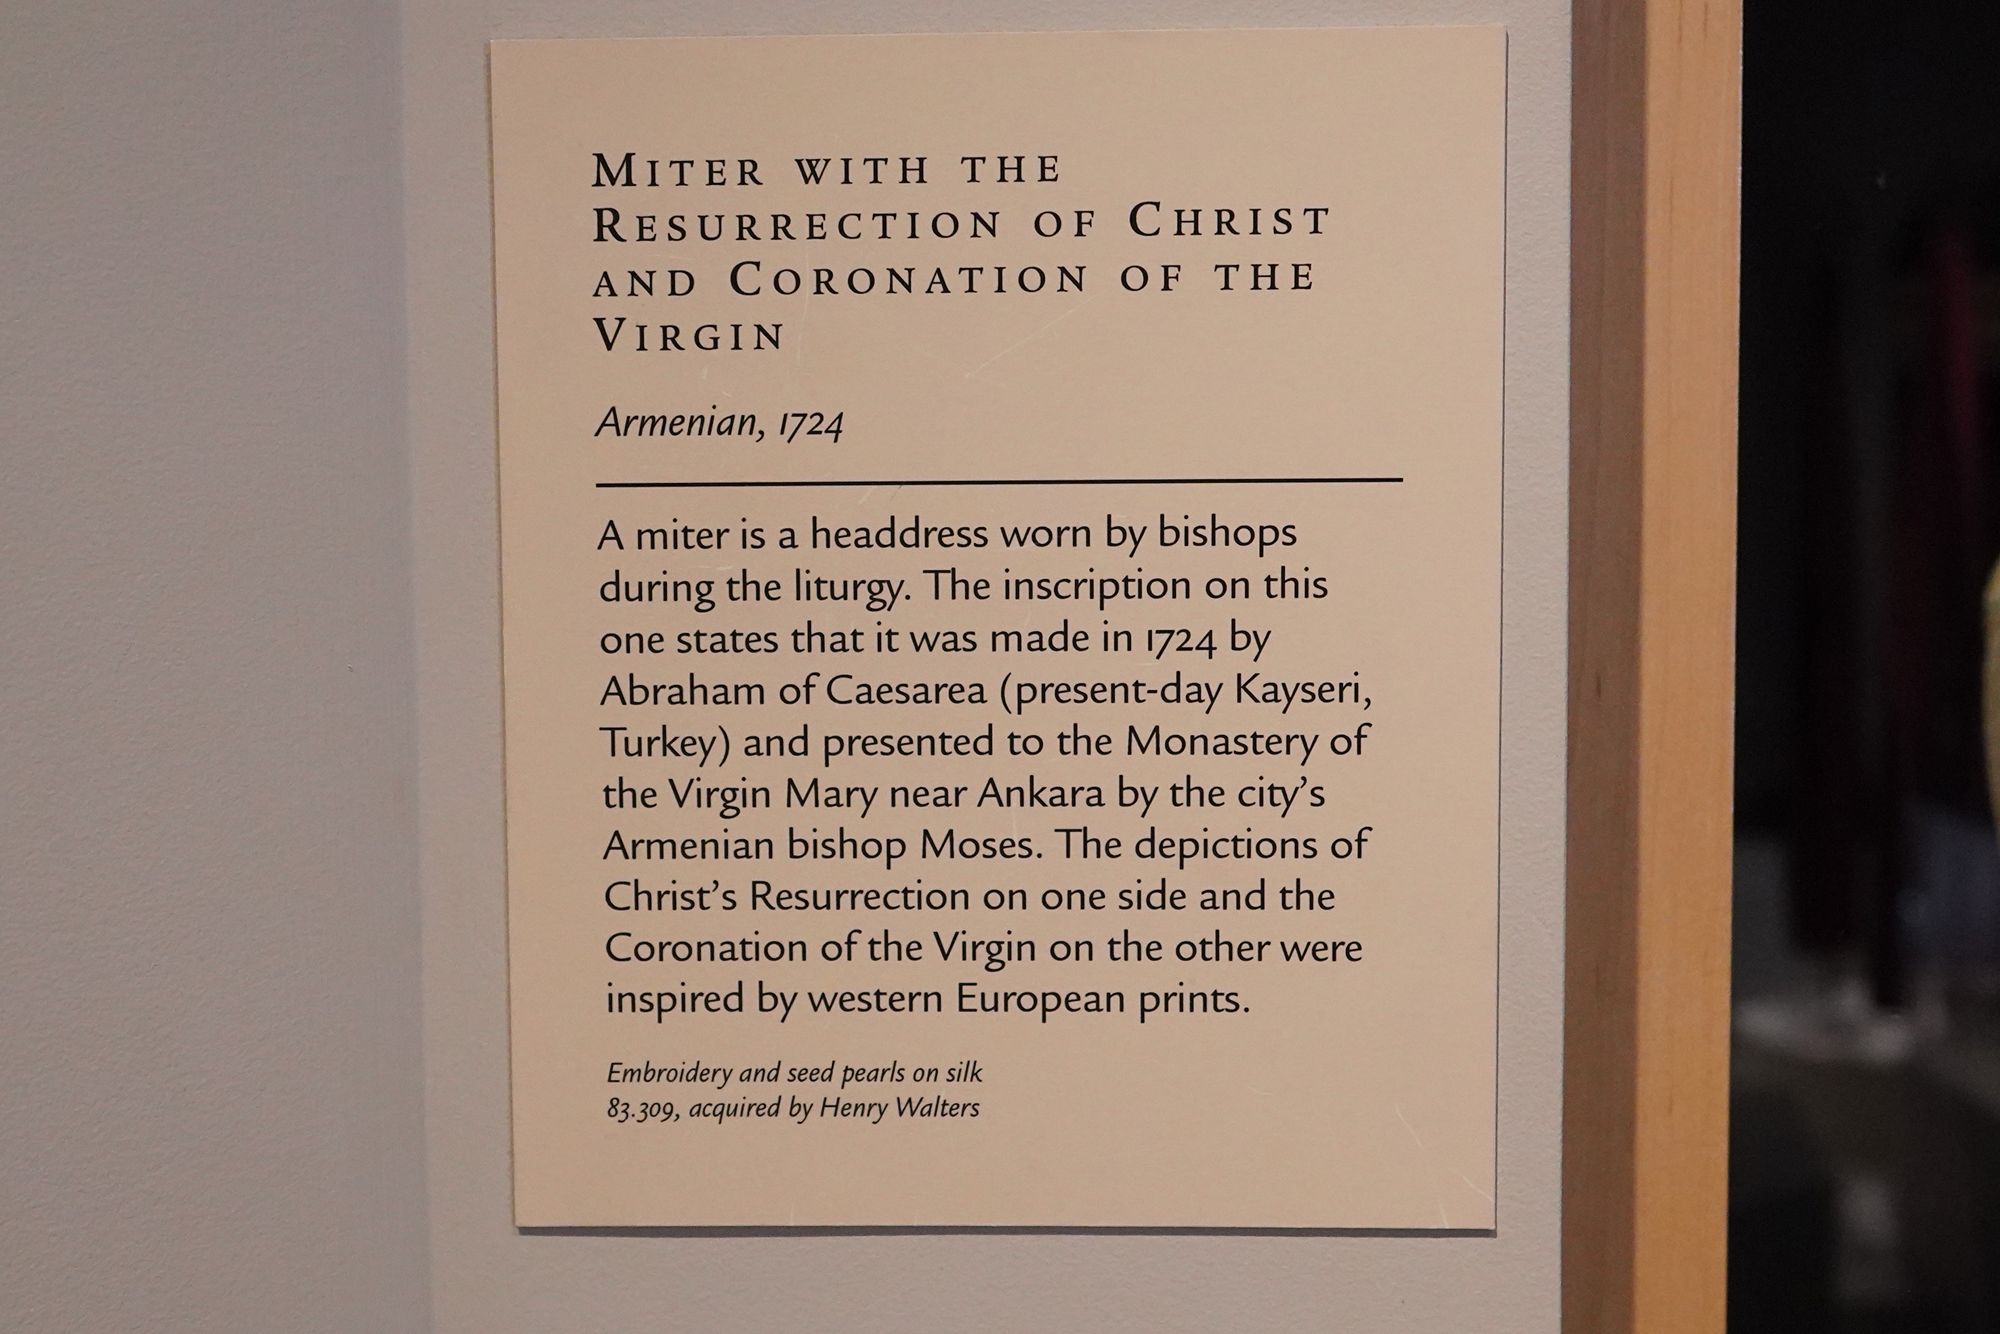 Miter with the
Resurrection of Christ
and Coronation of the
Virgin
Armenian, 1724
A miter is a headdress worn by bishops
during the liturgy. The inscription on this
one states that it was made in 1724 by
Abraham of Caesarea (present-day Kayseri,
Turkey) and presented to the Monastery of
the Virgin Mary near Ankara by the city’s
Armenian bishop Moses. The depictions of
Christ’s Resurrection on one side and the
Coronation of the Virgin on the other were
inspired by western European prints.
Embroidery and seed pearls on silk
83.309, acquired by Henry Walters